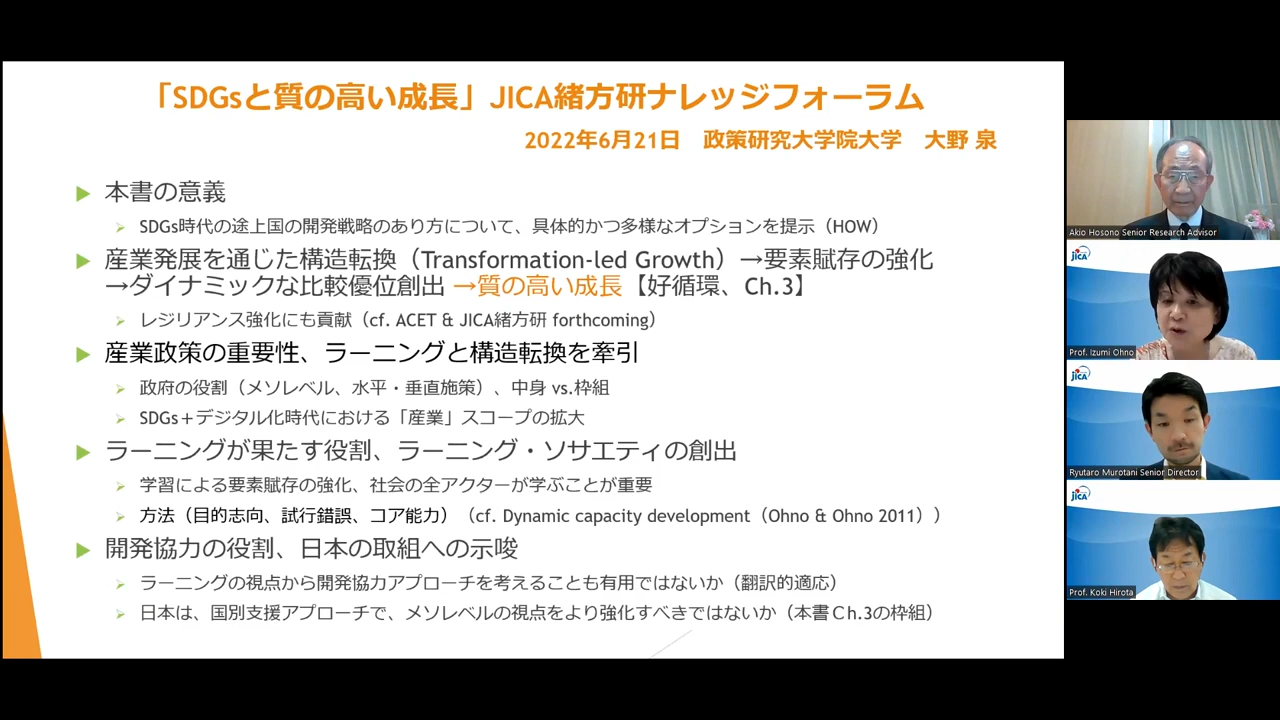 「SDGsと質の高い成長」JICA緒方研ナレッジフォーラム
2022年6月21日　政策研究大学院大学　大野 泉
本書の意義
SDGs時代の途上国の開発戦略のあり方について、具体的かつ多様なオプションを提示（HOW）
産業発展を通じた構造転換（Transformation-led Growth）→要素賦存の強化
→ダイナミックな比較優位創出 →質の高い成長【好循環、Ch.3】
レジリアンス強化にも貢献（cf. ACET & JICA緒方研 forthcoming）
産業政策の重要性、ラーニングと構造転換を牽引
政府の役割（メソレベル、水平・垂直施策）、中身 vs.枠組
SDGs＋デジタル化時代における「産業」スコープの拡大
ラーニングが果たす役割、ラーニング・ソサエティの創出
学習による要素賦存の強化、社会の全アクターが学ぶことが重要
方法（目的志向、試行錯誤、コア能力）（cf. Dynamic capacity development（Ohno & Ohno 2011））
開発協力の役割、日本の取組への示唆
ラーニングの視点から開発協力アプローチを考えることも有用ではないか（翻訳的適応）
日本は、国別支援アプローチで、メソレベルの視点をより強化すべきではないか（本書Ｃh.3の枠組）
Akio Hosono Senior Research Advisor
JICA
Prof. Izumi Ohno
JICA
Ryutaro Murotani Senior Director
JICA
Prof. Koki Hirota